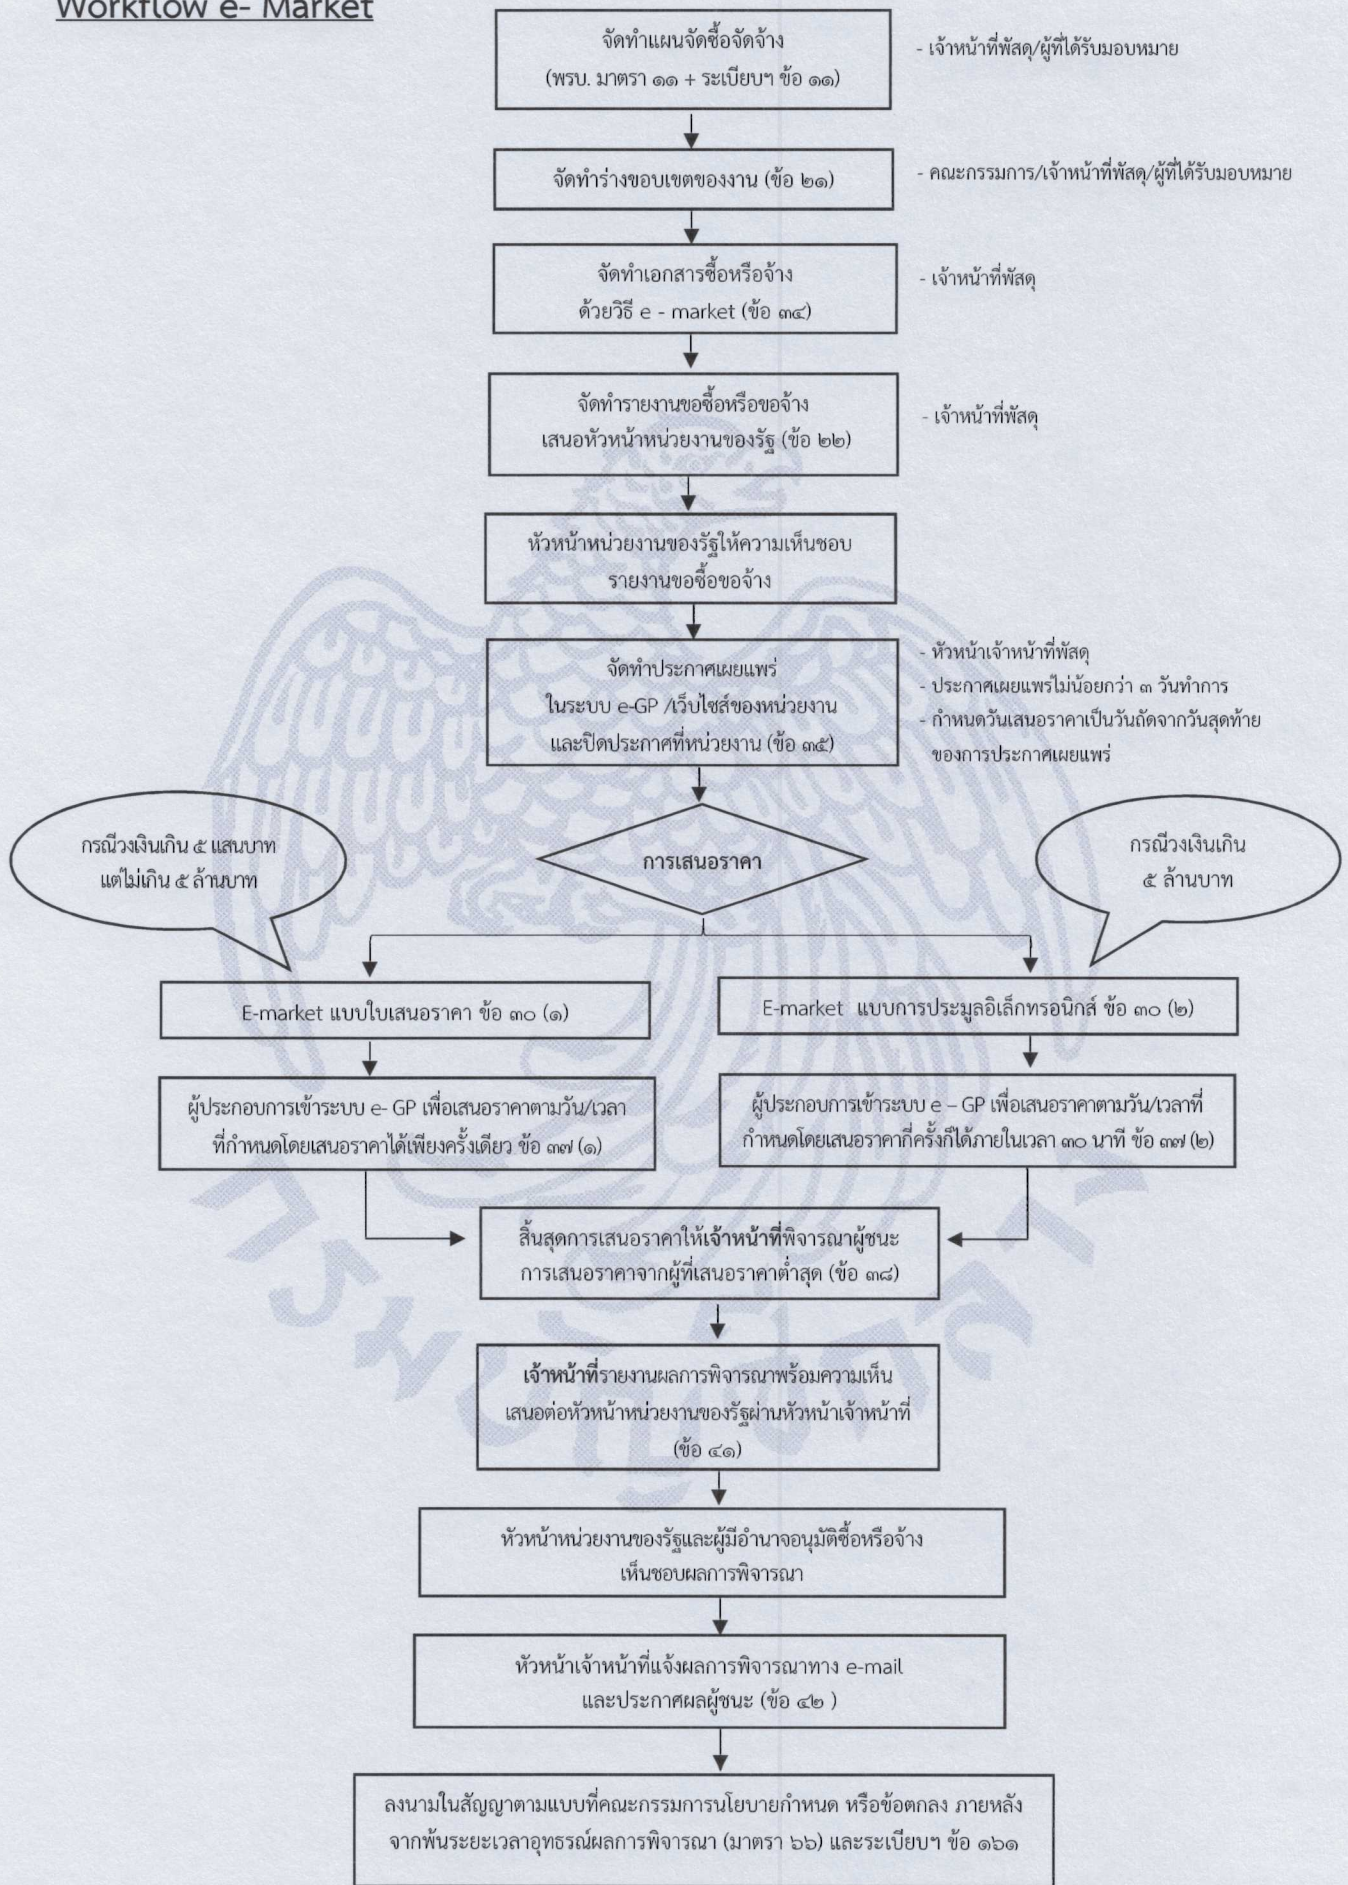 Workflow e- Market
จัดทำแผนจัดซื้อจัดจ้าง
(พรบ. มาตรา ๑๑ + ระเบียบฯ ข้อ ๑๑)
- เจ้าหน้าที่พัสดุ/ผู้ที่ได้รับมอบหมาย
จัดทำร่างขอบเขตของงาน (ข้อ ๒๑)
- คณะกรรมการ/เจ้าหน้าที่พัสดุ/ผู้ที่ได้รับมอบหมาย
จัดทำเอกสารซื้อหรือจ้าง
ด้วยวิธี e - market (ข้อ ๓๔)
- เจ้าหน้าที่พัสดุ
จัดทำรายงานขอซื้อหรือขอจ้าง
เสนอหัวหน้าหน่วยงานของรัฐ (ข้อ ๒๒)
- เจ้าหน้าที่พัสดุ
หัวหน้าหน่วยงานของรัฐให้ความเห็นชอบ
รายงานขอซื้อขอจ้าง
จัดทำประกาศเผยแพร่
ในระบบ e-GP /เว็บไซส์ของหน่วยงาน
และปิดประกาศที่หน่วยงาน (ข้อ ๓๕)
- หัวหน้าเจ้าหน้าที่พัสดุ
- ประกาศเผยแพร่ไม่น้อยกว่า ๓ วันทำการ
- กำหนดวันเสนอราคาเป็นวันถัดจากวันสุดท้าย
ของการประกาศเผยแพร่
กรณีวงเงินเกิน ๕ แสนบาท
แต่ไม่เกิน ๕ ล้านบาท
การเสนอราคา
กรณีวงเงินเกิน
๕ ล้านบาท
E-market แบบใบเสนอราคา ข้อ ๓๐ (๑)
E-market แบบการประมูลอิเล็กทรอนิกส์ ข้อ ๓๐ (๒)
ผู้ประกอบการเข้าระบบ e- GP เพื่อเสนอราคาตามวัน/เวลา
ที่กำหนดโดยเสนอราคาได้เพียงครั้งเดียว ข้อ ๓๗ (๑)
ผู้ประกอบการเข้าระบบ e – GP เพื่อเสนอราคาตามวัน/เวลาที่
กำหนดโดยเสนอราคากี่ครั้งก็ได้ภายในเวลา ๓๐ นาที ข้อ ๓๗ (๒)
สิ้นสุดการเสนอราคาให้เจ้าหน้าที่พิจารณาผู้ชนะ
การเสนอราคาจากผู้ที่เสนอราคาต่ำสุด (ข้อ ๓๘)
เจ้าหน้าที่รายงานผลการพิจารณาพร้อมความเห็น
เสนอต่อหัวหน้าหน่วยงานของรัฐผ่านหัวหน้าเจ้าหน้าที่
(ข้อ ๔๑)
หัวหน้าหน่วยงานของรัฐและผู้มีอำนาจอนุมัติซื้อหรือจ้าง
เห็นชอบผลการพิจารณา
หัวหน้าเจ้าหน้าที่แจ้งผลการพิจารณาทาง e-mail
และประกาศผลผู้ชนะ (ข้อ ๔๒ )
ลงนามในสัญญาตามแบบที่คณะกรรมการนโยบายกำหนด หรือข้อตกลง ภายหลัง
จากพ้นระยะเวลาอุทธรณ์ผลการพิจารณา (มาตรา ๖๖) และระเบียบฯ ข้อ ๑๖๑
กรมบัญชีกลาง